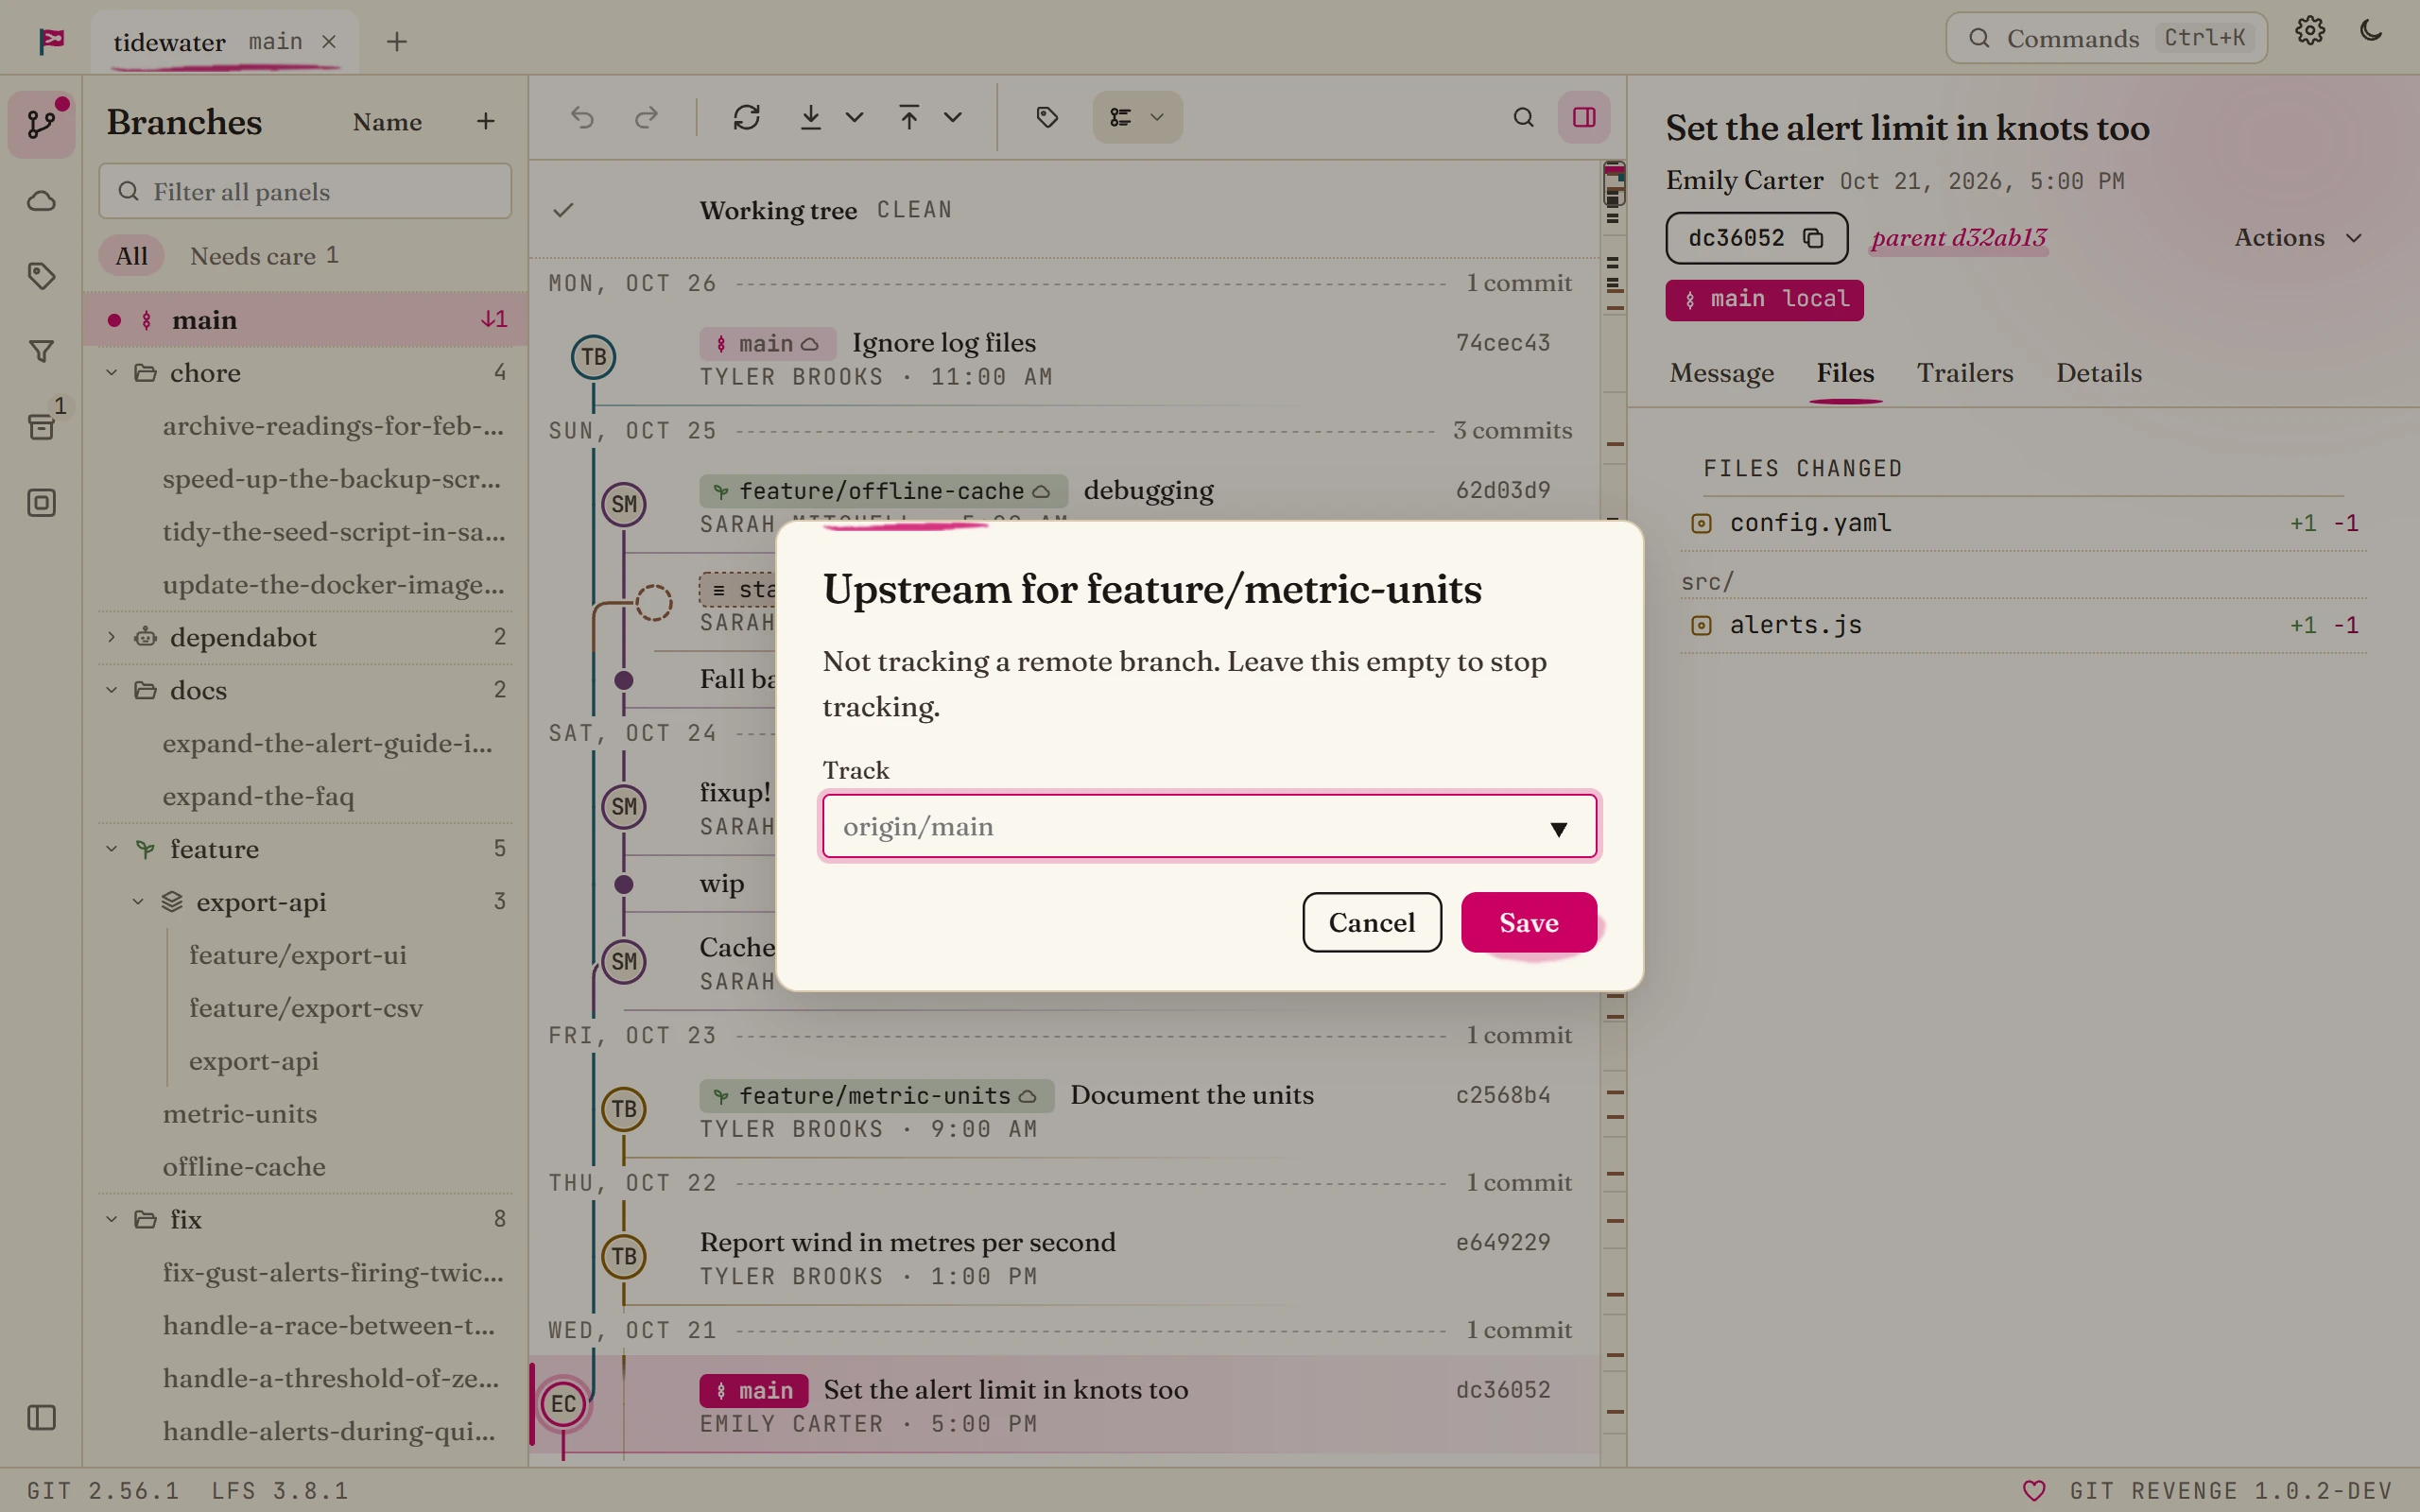 tidewater main
Commands Ctrl+K
Branches Name
Filter all panels
All Needs care 1
main ↓1
chore 4
archive-readings-for-feb-...
speed-up-the-backup-scr...
tidy-the-seed-script-in-sa...
update-the-docker-image...
dependabot 2
docs 2
expand-the-alert-guide-i...
expand-the-faq
feature 5
export-api 3
feature/export-ui
feature/export-csv
export-api
metric-units
offline-cache
fix 8
fix-gust-alerts-firing-twic...
handle-a-race-between-t...
handle-a-threshold-of-ze...
handle-alerts-during-qui...
1
Working tree CLEAN
MON, OCT 26 1 commit
TB main Ignore log files 74cec43
TYLER BROOKS · 11:00 AM
SUN, OCT 25 3 commits
SM feature/offline-cache debugging 62d03d9
SARAH
sta
SARAH
Fall ba
SAT, OCT 24
SM fixup!
SARAH
wip
SM Cache
SARAH
FRI, OCT 23 1 commit
TB feature/metric-units Document the units c2568b4
TYLER BROOKS · 9:00 AM
THU, OCT 22 1 commit
TB Report wind in metres per second e649229
TYLER BROOKS · 1:00 PM
WED, OCT 21 1 commit
EC main Set the alert limit in knots too dc36052
EMILY CARTER · 5:00 PM
Upstream for feature/metric-units
Not tracking a remote branch. Leave this empty to stop
tracking.
Track
origin/main
Cancel Save
Set the alert limit in knots too
Emily Carter Oct 21, 2026, 5:00 PM
dc36052 parent d32ab13 Actions
main local
Message Files Trailers Details
FILES CHANGED
config.yaml +1 -1
src/
alerts.js +1 -1
GIT 2.56.1 LFS 3.8.1
GIT REVENGE 1.0.2-DEV